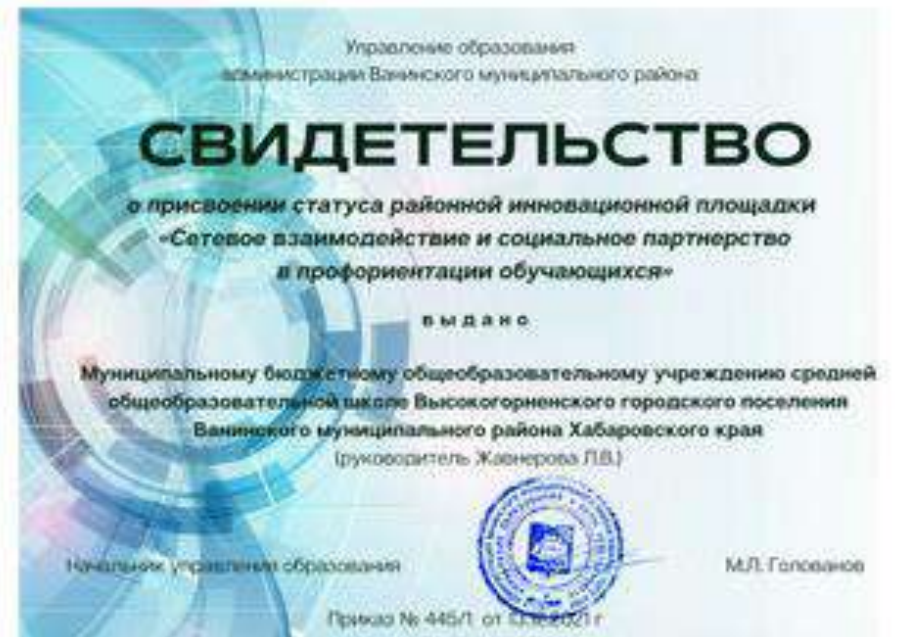 Управление образования
администрации Ванинского муниципального района
СВИДЕТЕЛЬСТВО
о присвоении статуса районной инновационной площадки
«Сетевое взаимодействие и социальное партнерство
в профориентации обучающихся»
выдано
Муниципальному бюджетному общеобразовательному учреждению средней
общеобразовательной школе Высокогорненского городского поселения
Ванинского муниципального района Хабаровского края
(руководитель Жавнерова Л.В.)
Начальник управления образования
М.Л. Голованов
Приказ № 445/1 от 2021 г